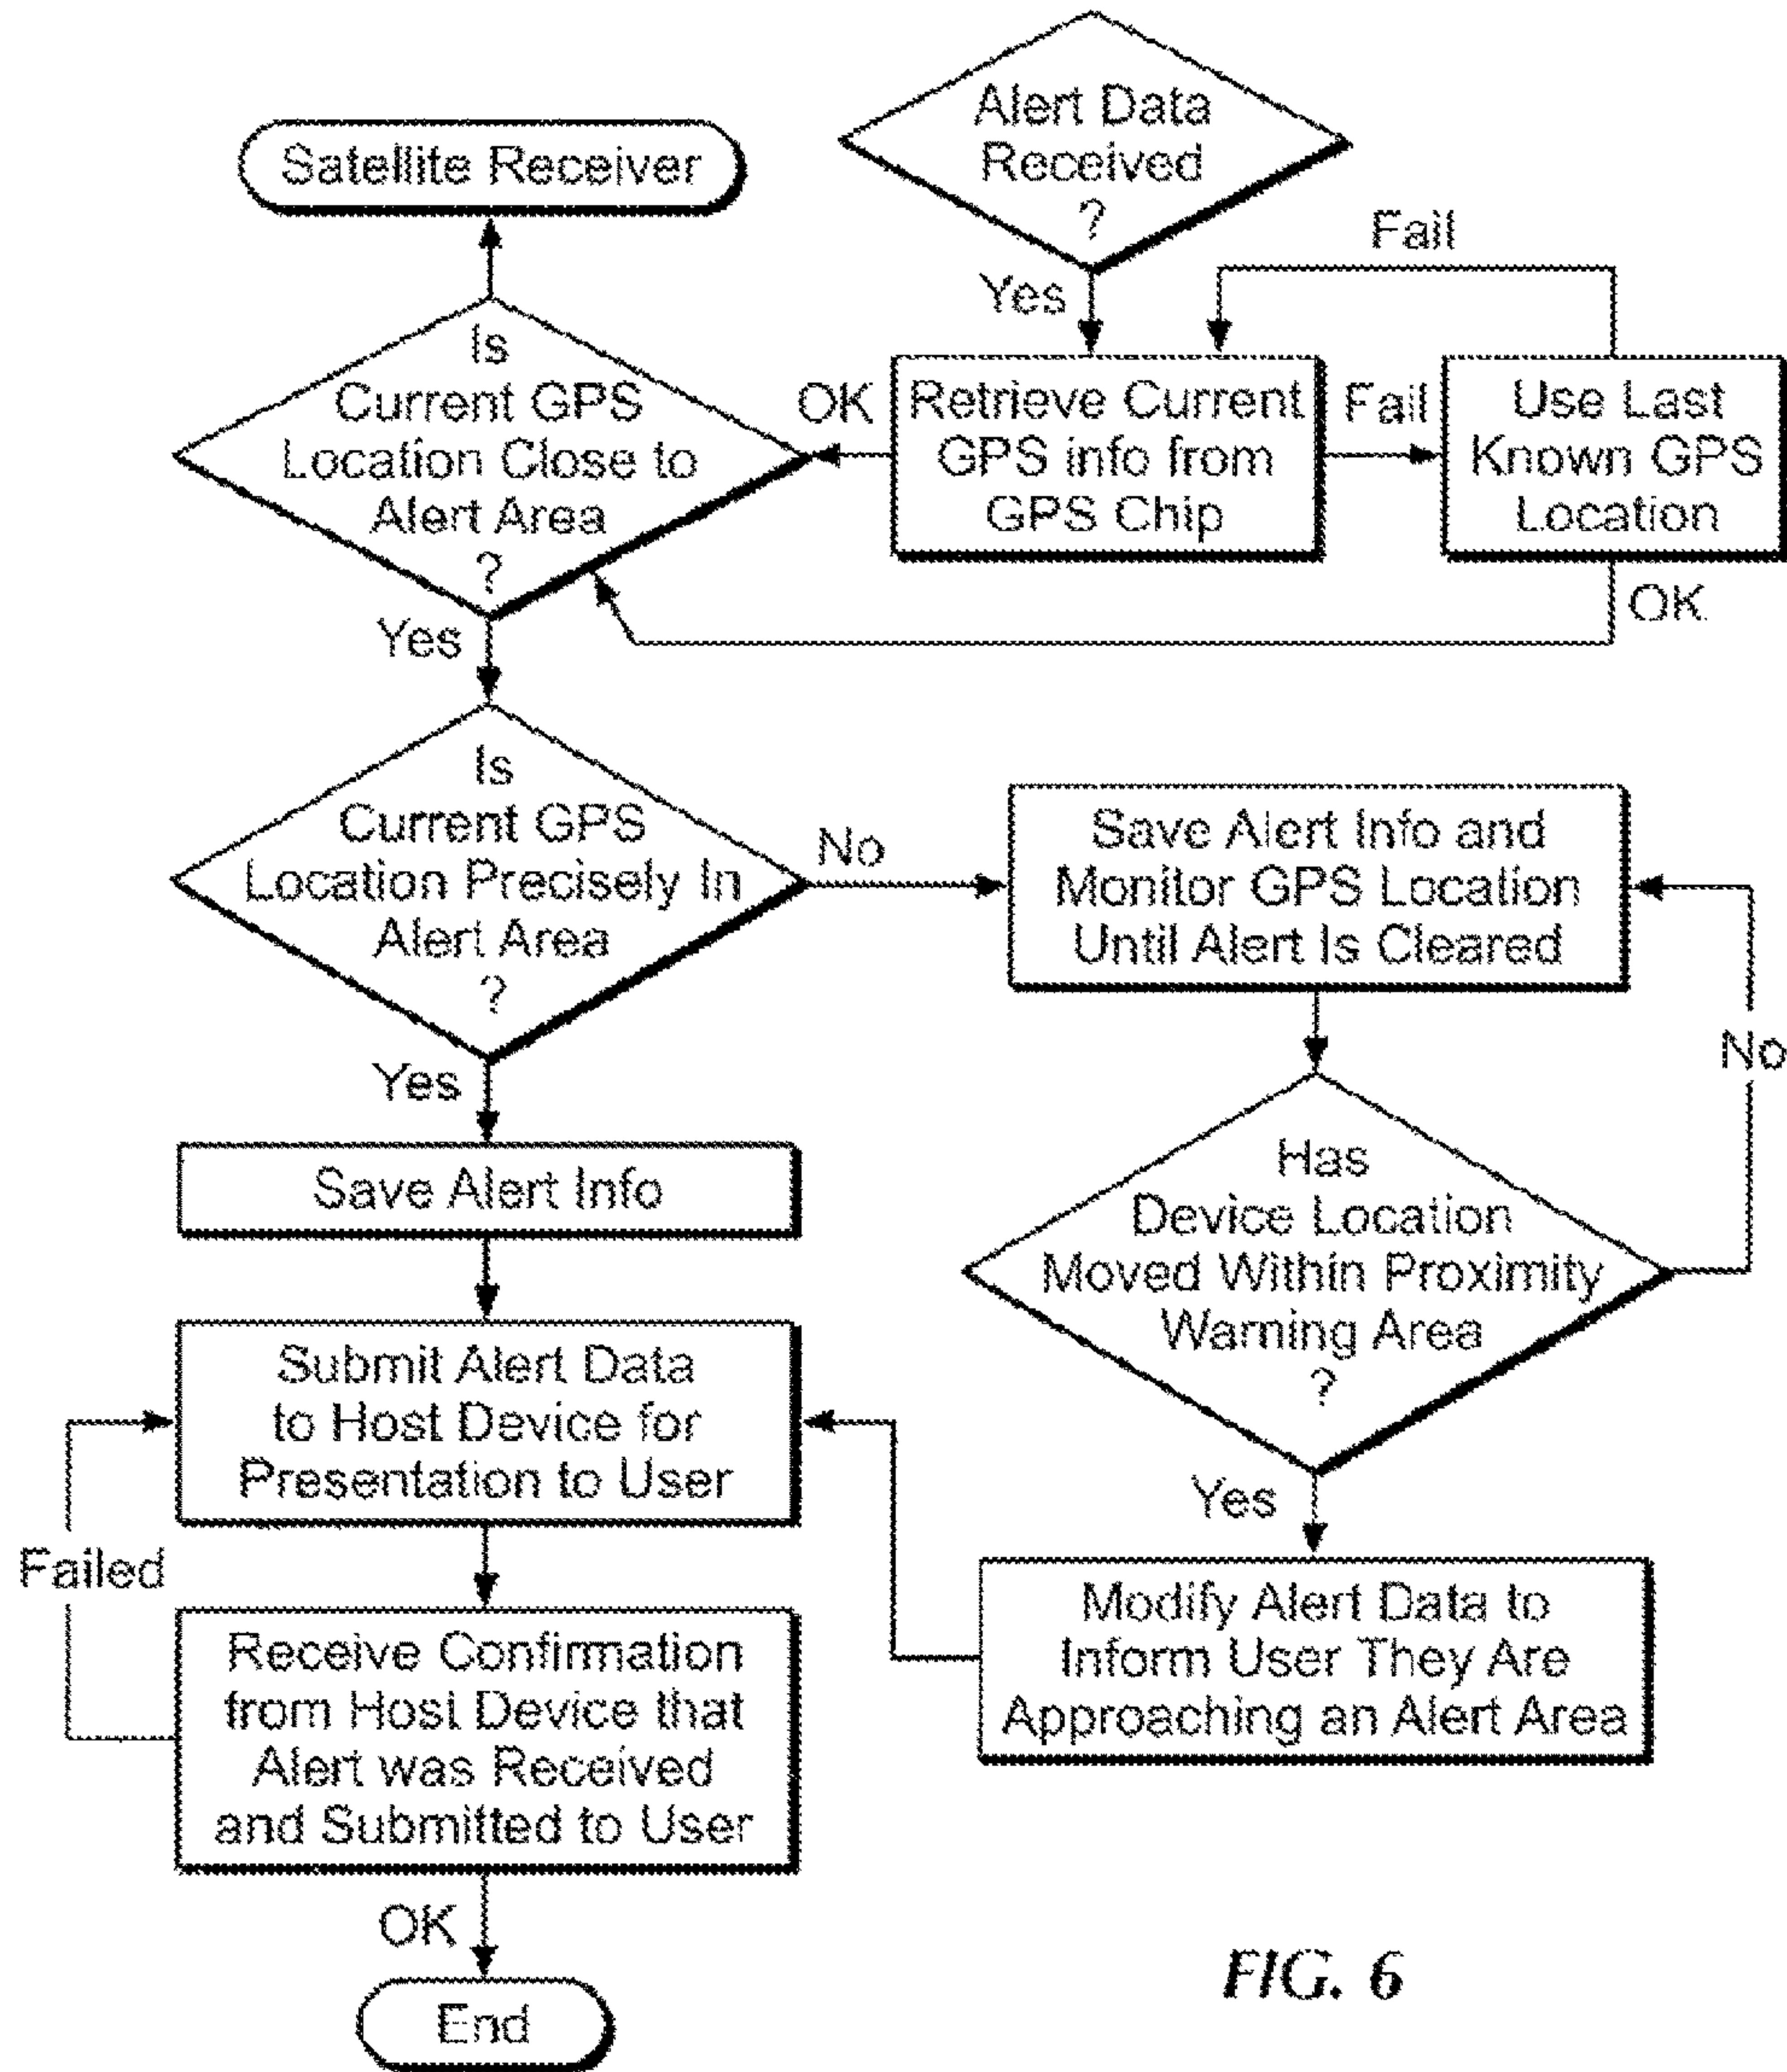 Alert Data
Received
?
Yes
Satellite Receiver
Fail
Is
Current GPS
Location Close to
Alert Area
?
OK
Retrieve Current
GPS info from
GPS Chip
Fail
Use Last
Known GPS
Location
OK
Yes
Is
Current GPS
Location Precisely In
Alert Area
?
No
Save Alert Info and
Monitor GPS Location
Until Alert Is Cleared
No
Yes
Has
Device Location
Moved Within Proximity
Warning Area
?
Save Alert Info
Submit Alert Data
to Host Device for
Presentation to User
Yes
Failed
Modify Alert Data to
Inform User They Are
Approaching an Alert Area
Receive Confirmation
from Host Device that
Alert was Received
and Submitted to User
OK
End
FIG. 6